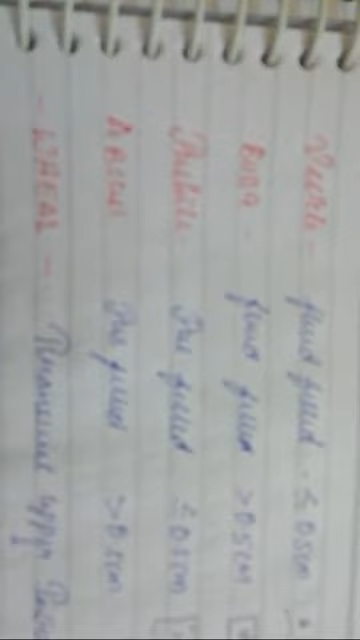 Vesicle - fluid filled . ≤ 0.5cm
Bulla - fluid filled > 0.5cm
Pustule - Pus filled ≤ 0.5cm
Abscess Pus filled > 0.5cm
- WHEAL -